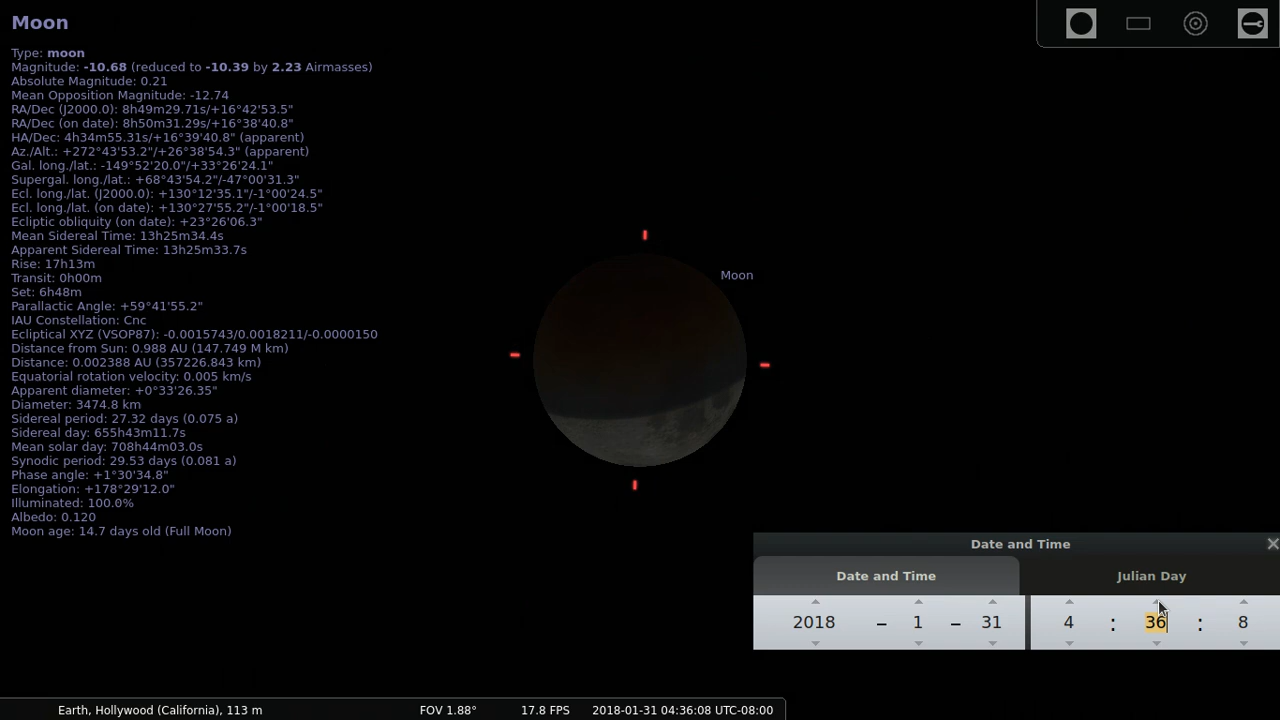 Moon
Type: moon
Magnitude: -10.68 (reduced to -10.39 by 2.23 Airmasses)
Absolute Magnitude: 0.21
Mean Opposition Magnitude: -12.74
RA/Dec (J2000.0): 8h49m29.71s/+16°42'53.5"
RA/Dec (on date): 8h50m31.29s/+16°38'40.8"
HA/Dec: 4h34m55.31s/+16°39'40.8" (apparent)
Az./Alt.: +272°43'53.2"/+26°38'54.3" (apparent)
Gal. long./lat.: -149°52'20.0"/+33°26'24.1"
Supergal. long./lat.: +68°43'54.2"/-47°00'31.3"
Ecl. long./lat. (J2000.0): +130°12'35.1"/-1°00'24.5"
Ecl. long./lat. (on date): +130°27'55.2"/-1°00'18.5"
Ecliptic obliquity (on date): +23°26'06.3"
Mean Sidereal Time: 13h25m34.4s
Apparent Sidereal Time: 13h25m33.7s
Rise: 17h13m
Transit: 0h00m
Set: 6h48m
Parallactic Angle: +59°41'55.2"
IAU Constellation: Cnc
Ecliptical XYZ (VSOP87): -0.0015743/0.0018211/-0.0000150
Distance from Sun: 0.988 AU (147.749 M km)
Distance: 0.002388 AU (357226.843 km)
Equatorial rotation velocity: 0.005 km/s
Apparent diameter: +0°33'26.35"
Diameter: 3474.8 km
Sidereal period: 27.32 days (0.075 a)
Sidereal day: 655h43m11.7s
Mean solar day: 708h44m03.0s
Synodic period: 29.53 days (0.081 a)
Phase angle: +1°30'34.8"
Elongation: +178°29'12.0"
Illuminated: 100.0%
Albedo: 0.120
Moon age: 14.7 days old (Full Moon)
Moon
Date and Time
Date and Time Julian Day
2018 – 1 – 31 4 : 36 : 8
Earth, Hollywood (California), 113 m FOV 1.88° 17.8 FPS 2018-01-31 04:36:08 UTC-08:00